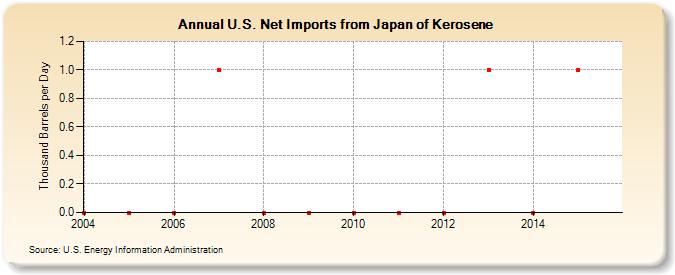 Annual U.S. Net Imports from Japan of Kerosene
Thousand Barrels per Day
1.2
1.0
0.8
0.6
0.4
0.2
0.0
2004 2006 2008 2010 2012 2014
Source: U.S. Energy Information Administration